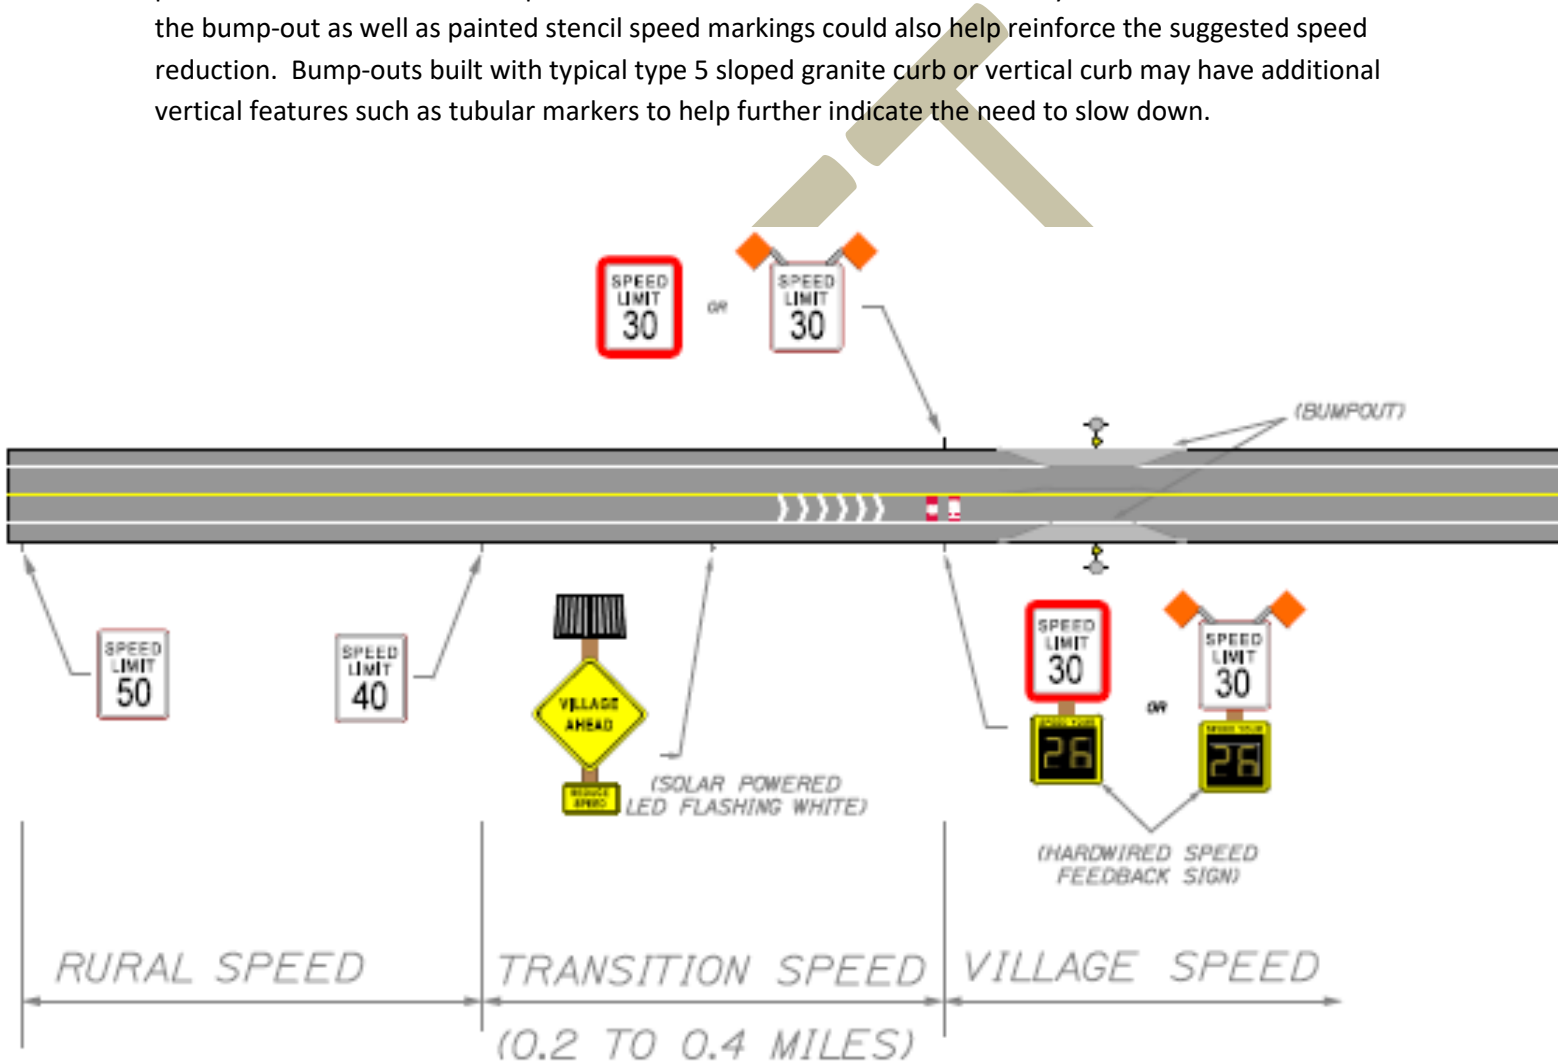 the bump-out as well as painted stencil speed markings could also help reinforce the suggested speed
reduction. Bump-outs built with typical type 5 sloped granite curb or vertical curb may have additional
vertical features such as tubular markers to help further indicate the need to slow down.
SPEED
LIMIT
30
OR
SPEED
LIMIT
30
(BUMPOUT)
SPEED
LIMIT
50
SPEED
LIMIT
40
VILLAGE
AHEAD
REDUCE
SPEED
(SOLAR POWERED
LED FLASHING WHITE)
SPEED
LIMIT
30
26
OR
SPEED
LIMIT
30
26
(HARDWIRED SPEED
FEEDBACK SIGN)
RURAL SPEED
TRANSITION SPEED
(0.2 TO 0.4 MILES)
VILLAGE SPEED